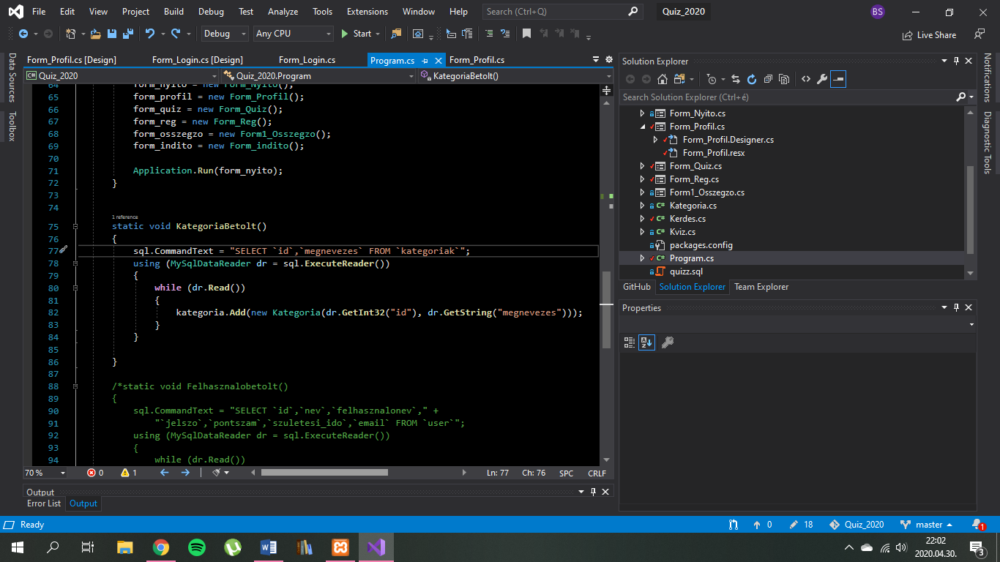 File Edit View Project Build Debug Test Analyze Tools Extensions Window Help Search (Ctrl+Q) Quiz_2020 BS
Debug Any CPU Start Live Share
Data Sources
Toolbox
Form_Profil.cs [Design] Form_Login.cs [Design] Form_Login.cs Program.cs Form_Profil.cs
C# Quiz_2020 Quiz_2020.Program KategoriaBetolt()
64 form_nyito = new Form_Nyito();
65 form_profil = new Form_Profil();
66 form_quiz = new Form_Quiz();
67 form_reg = new Form_Reg();
68 form_osszegzo = new Form1_Osszegzo();
69 form_indito = new Form_indito();
70
71 Application.Run(form_nyito);
72 }
73
74
1 reference
75 static void KategoriaBetolt()
76 {
77 sql.CommandText = "SELECT `id`,`megnevezes` FROM `kategoriak`";
78 using (MySqlDataReader dr = sql.ExecuteReader())
79 {
80 while (dr.Read())
81 {
82 kategoria.Add(new Kategoria(dr.GetInt32("id"), dr.GetString("megnevezes")));
83 }
84 }
85
86 }
87
88 /*static void Felhasznalobetolt()
89 {
90 sql.CommandText = "SELECT `id`,`nev`,`felhasznalonev`," +
91 "`jelszo`,`pontszam`,`szuletesi_ido`,`email` FROM `user`";
92 using (MySqlDataReader dr = sql.ExecuteReader())
93 {
94 while (dr.Read())
70 % 0 1 Ln: 77 Ch: 76 SPC CRLF
Output
Error List Output
Solution Explorer
Search Solution Explorer (Ctrl+é)
Form_Nyito.cs
Form_Profil.cs
Form_Profil.Designer.cs
Form_Profil.resx
Form_Quiz.cs
Form_Reg.cs
Form1_Osszegzo.cs
C# Kategoria.cs
C# Kerdes.cs
C# Kviz.cs
packages.config
C# Program.cs
quizz.sql
GitHub Solution Explorer Team Explorer
Properties
Notifications
Diagnostic Tools
Ready 0 18 Quiz_2020 master 1
22:02
2020.04.30.
3